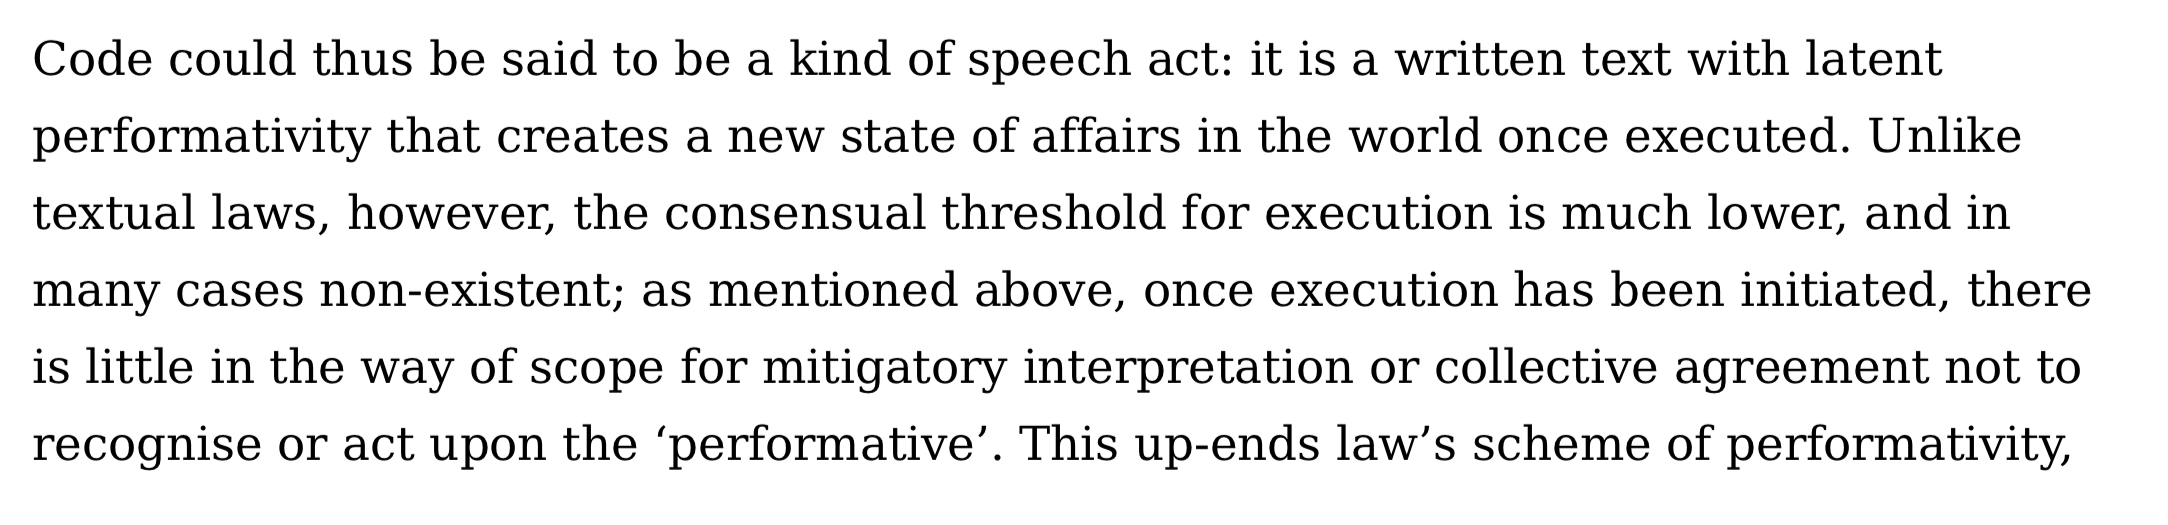 Code could thus be said to be a kind of speech act: it is a written text with latent
performativity that creates a new state of affairs in the world once executed. Unlike
textual laws, however, the consensual threshold for execution is much lower, and in
many cases non-existent; as mentioned above, once execution has been initiated, there
is little in the way of scope for mitigatory interpretation or collective agreement not to
recognise or act upon the ‘performative’. This up-ends law’s scheme of performativity,